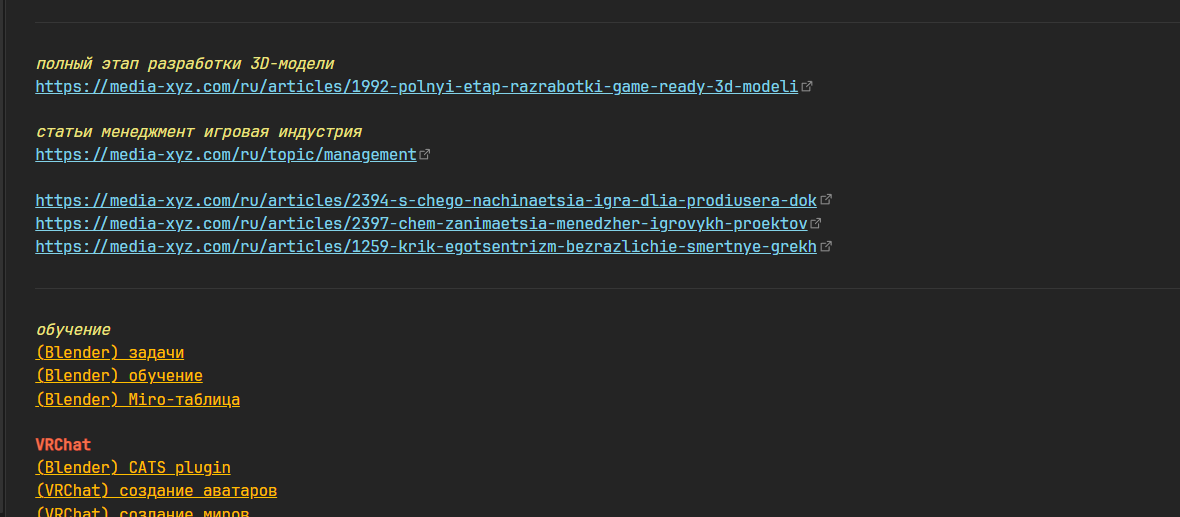 полный этап разработки 3D-модели
https://media-xyz.com/ru/articles/1992-polnyi-etap-razrabotki-game-ready-3d-modeli
статьи менеджмент игровая индустрия
https://media-xyz.com/ru/topic/management
https://media-xyz.com/ru/articles/2394-s-chego-nachinaetsia-igra-dlia-prodiusera-dok
https://media-xyz.com/ru/articles/2397-chem-zanimaetsia-menedzher-igrovykh-proektov
https://media-xyz.com/ru/articles/1259-krik-egotsentrizm-bezrazlichie-smertnye-grekh
обучение
(Blender) задачи
(Blender) обучение
(Blender) Miro-таблица
VRChat
(Blender) CATS plugin
(VRChat) создание аватаров
(VRChat) создание миров